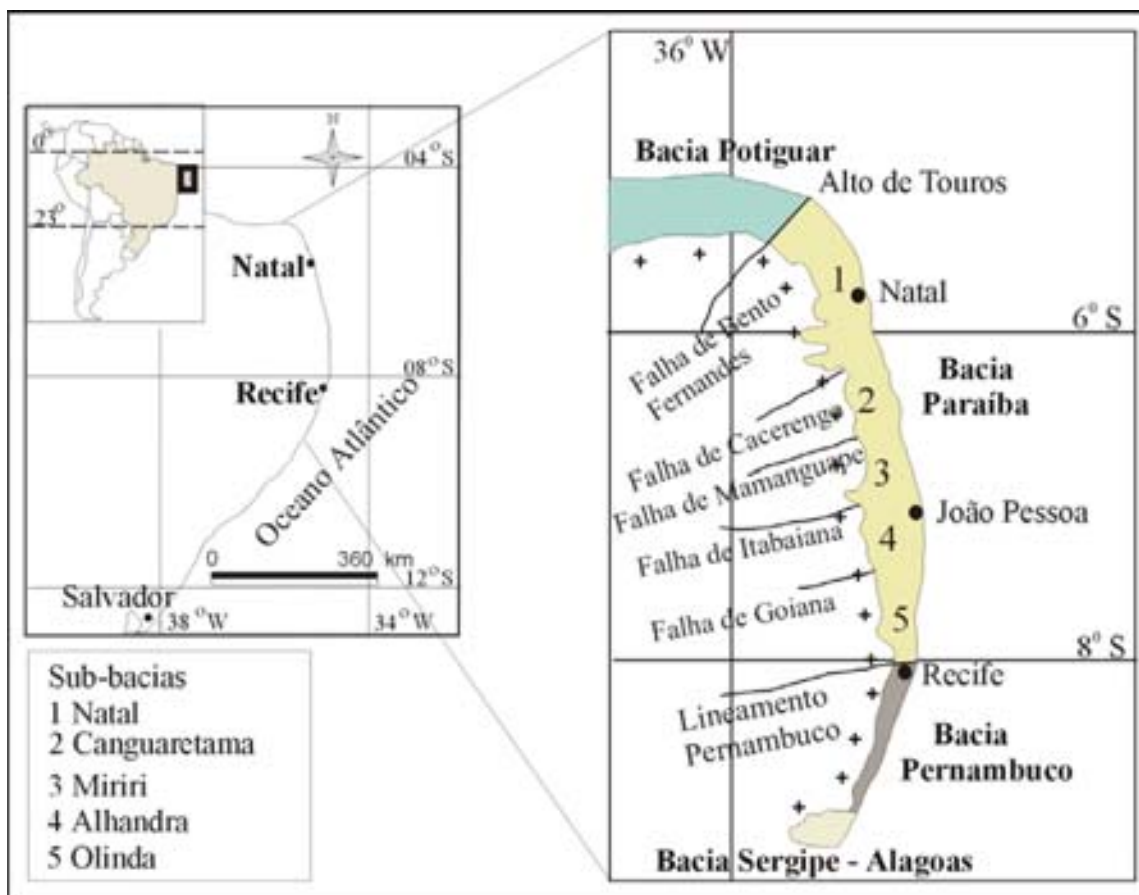 0°
23°
N
04°S
Natal
08°S
Recife
Oceano Atlântico
0 360 km
12°S
Salvador
38°W
34°W
Sub-bacias
1 Natal
2 Canguaretama
3 Miriri
4 Alhandra
5 Olinda
36° W
Bacia Potiguar
Alto de Touros
1
Natal
6° S
Falha de Bento
Fernandes
Bacia
Paraíba
2
Falha de Cacerengo
Falha de Mamanguape
3
João Pessoa
Falha de Itabaiana
4
Falha de Goiana
5
8° S
Recife
Lineamento
Pernambuco
Bacia
Pernambuco
Bacia Sergipe - Alagoas